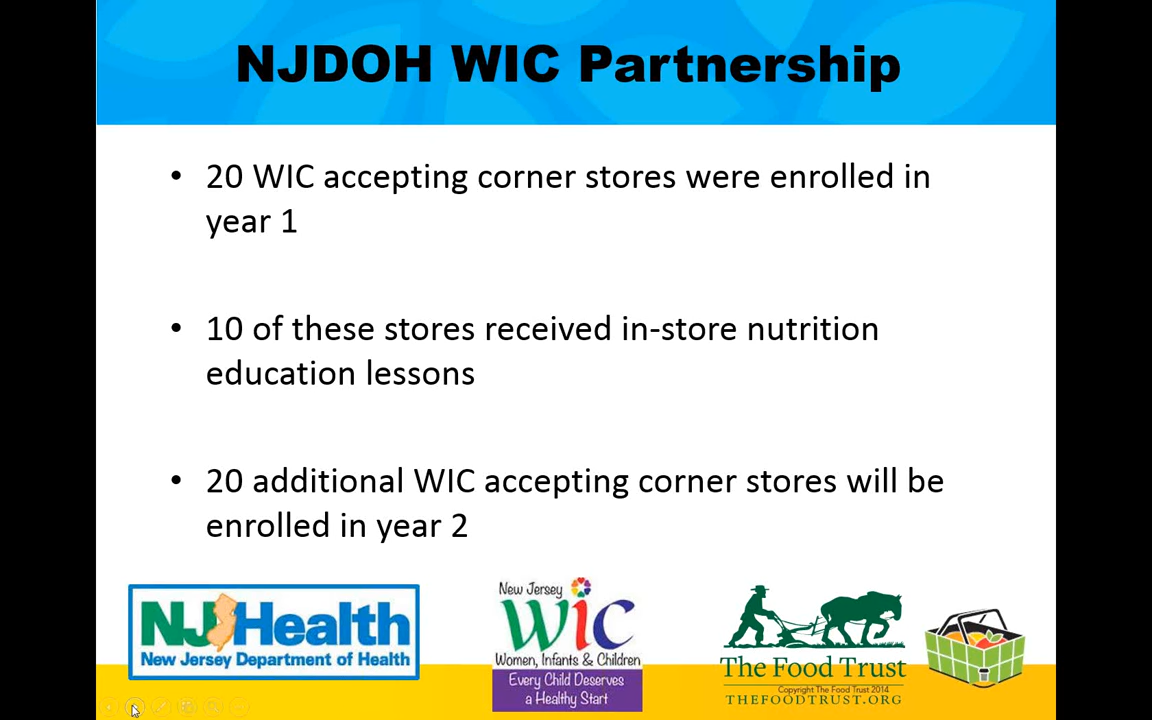 NJDOH WIC Partnership
• 20 WIC accepting corner stores were enrolled in
year 1
• 10 of these stores received in-store nutrition
education lessons
• 20 additional WIC accepting corner stores will be
enrolled in year 2
NJ Health
New Jersey Department of Health
New Jersey
WIC
Women, Infants & Children
Every Child Deserves
a Healthy Start
The Food Trust
Copyright The Food Trust 2014
THEFOODTRUST.ORG